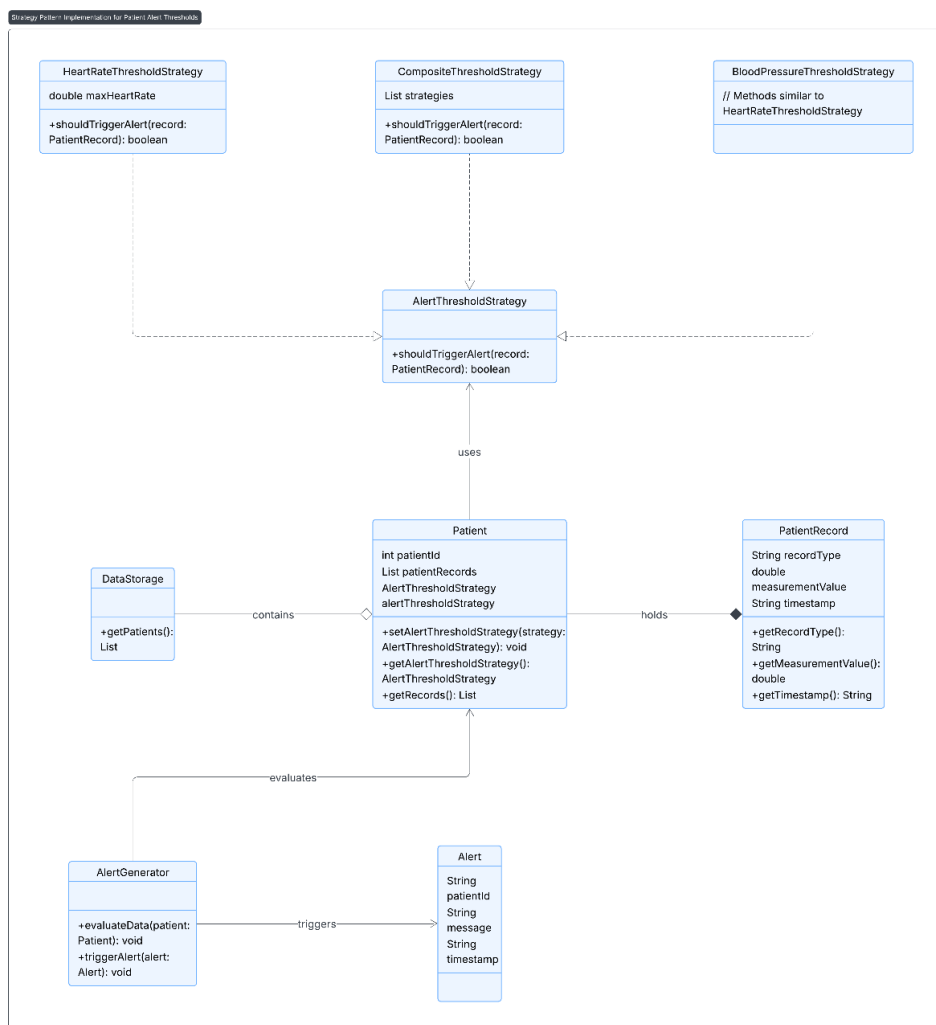 Strategy Pattern Implementation for Patient Alert Thresholds
HeartRateThresholdStrategy
double maxHeartRate
+shouldTriggerAlert(record:
PatientRecord): boolean
CompositeThresholdStrategy
List strategies
+shouldTriggerAlert(record:
PatientRecord): boolean
BloodPressureThresholdStrategy
// Methods similar to
HeartRateThresholdStrategy
AlertThresholdStrategy
+shouldTriggerAlert(record:
PatientRecord): boolean
uses
Patient
int patientId
List patientRecords
AlertThresholdStrategy
alertThresholdStrategy
+setAlertThresholdStrategy(strategy:
AlertThresholdStrategy): void
+getAlertThresholdStrategy():
AlertThresholdStrategy
+getRecords(): List
PatientRecord
String recordType
double
measurementValue
String timestamp
+getRecordType():
String
+getMeasurementValue():
double
+getTimestamp(): String
DataStorage
+getPatients():
List
contains
holds
evaluates
AlertGenerator
+evaluateData(patient:
Patient): void
+triggerAlert(alert:
Alert): void
triggers
Alert
String
patientId
String
message
String
timestamp